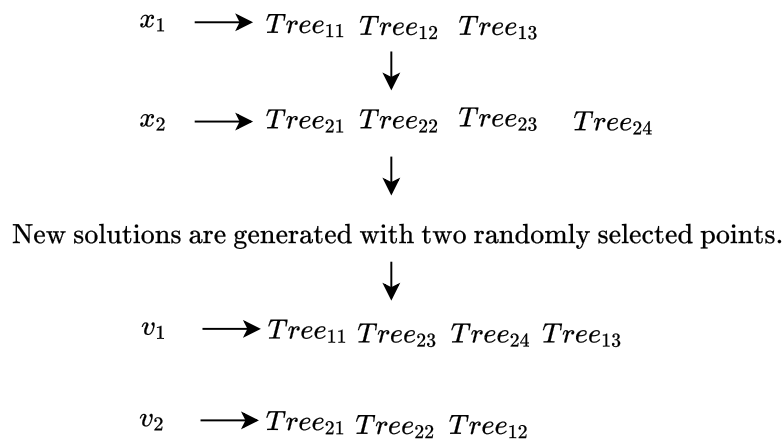 x₁ → Tree₁₁ Tree₁₂ Tree₁₃
x₂ → Tree₂₁ Tree₂₂ Tree₂₃ Tree₂₄
New solutions are generated with two randomly selected points.
v₁ → Tree₁₁ Tree₂₃ Tree₂₄ Tree₁₃
v₂ → Tree₂₁ Tree₂₂ Tree₁₂